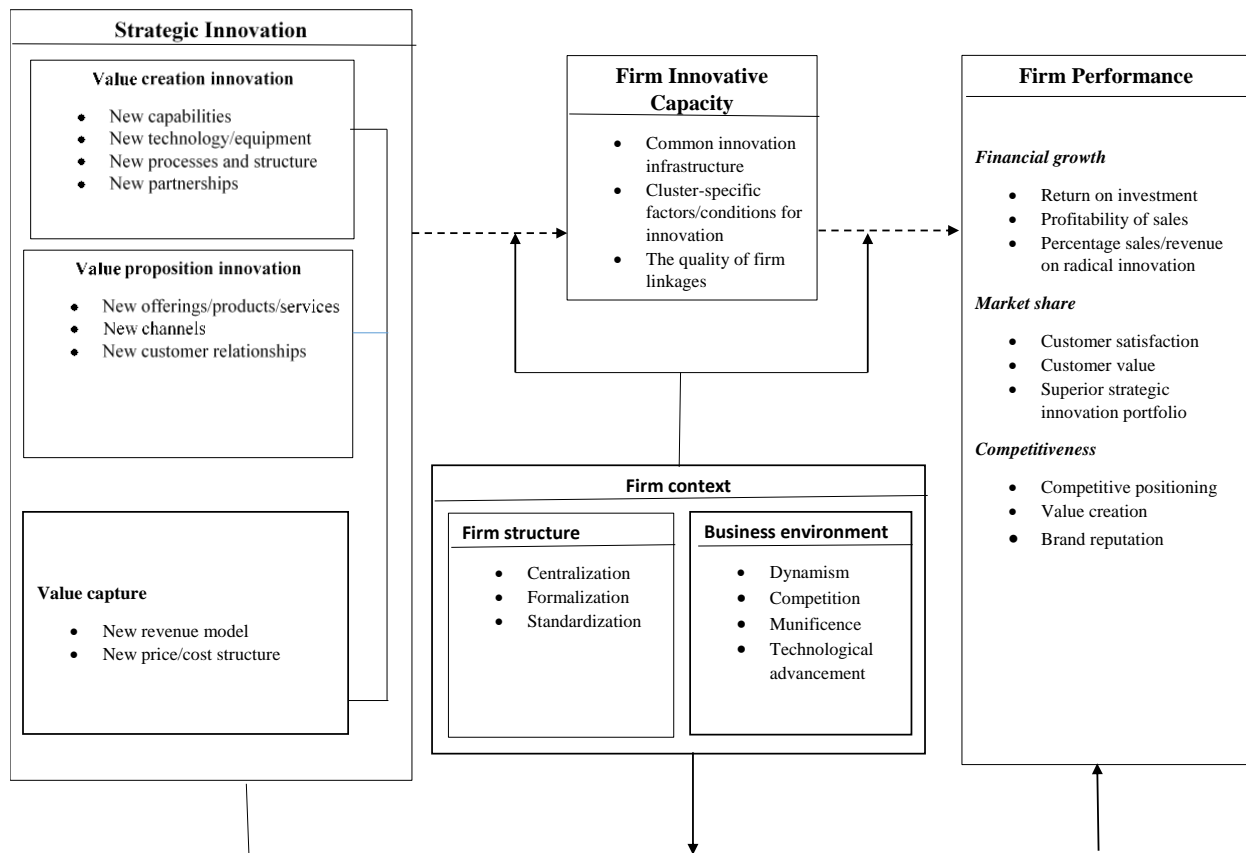 Strategic Innovation
Value creation innovation
New capabilities
New technology/equipment
New processes and structure
New partnerships
Value proposition innovation
New offerings/products/services
New channels
New customer relationships
Value capture
New revenue model
New price/cost structure
Firm Innovative
Capacity
Common innovation
infrastructure
Cluster-specific
factors/conditions for
innovation
The quality of firm
linkages
Firm context
Firm structure
Centralization
Formalization
Standardization
Business environment
Dynamism
Competition
Munificence
Technological
advancement
Firm Performance
Financial growth
Return on investment
Profitability of sales
Percentage sales/revenue
on radical innovation
Market share
Customer satisfaction
Customer value
Superior strategic
innovation portfolio
Competitiveness
Competitive positioning
Value creation
Brand reputation